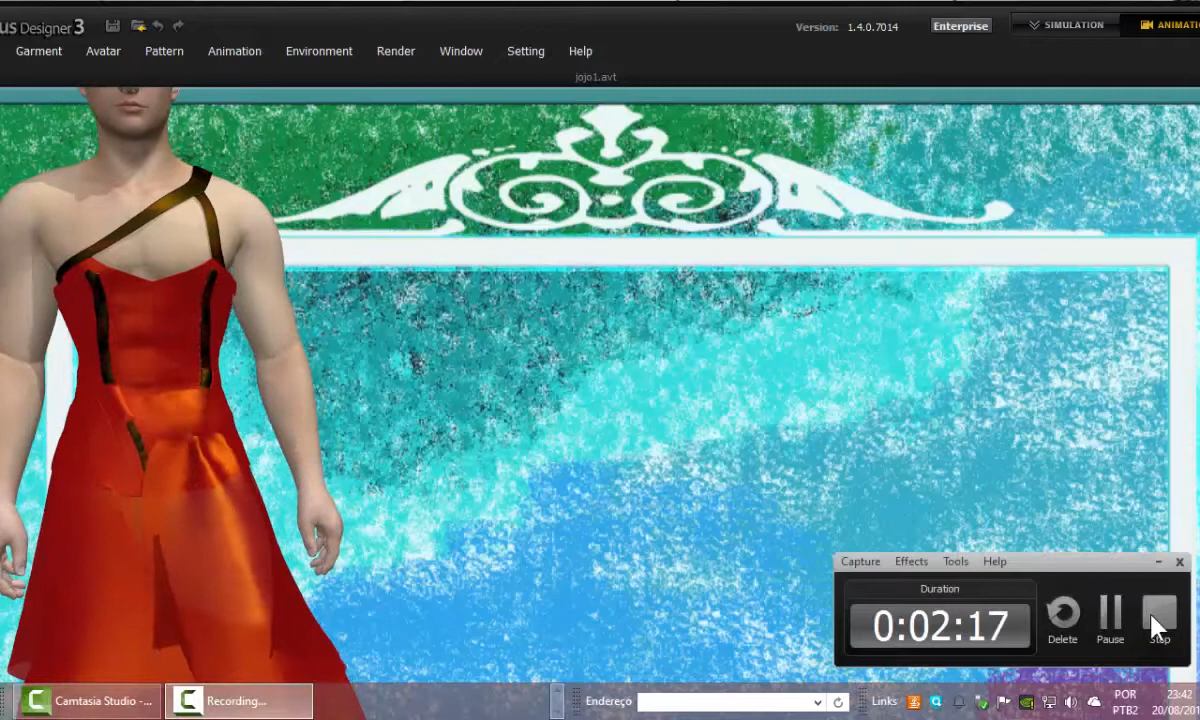 us Designer 3
Version: 1.4.0.7014 Enterprise SIMULATION ANIMATI
Garment Avatar Pattern Animation Environment Render Window Setting Help
jojo1.avt
Capture Effects Tools Help
Duration
0:02:17
Delete Pause Stop
Camtasia Studio -... Recording... Endereço Links POR 23:42
PTB2 20/08/201